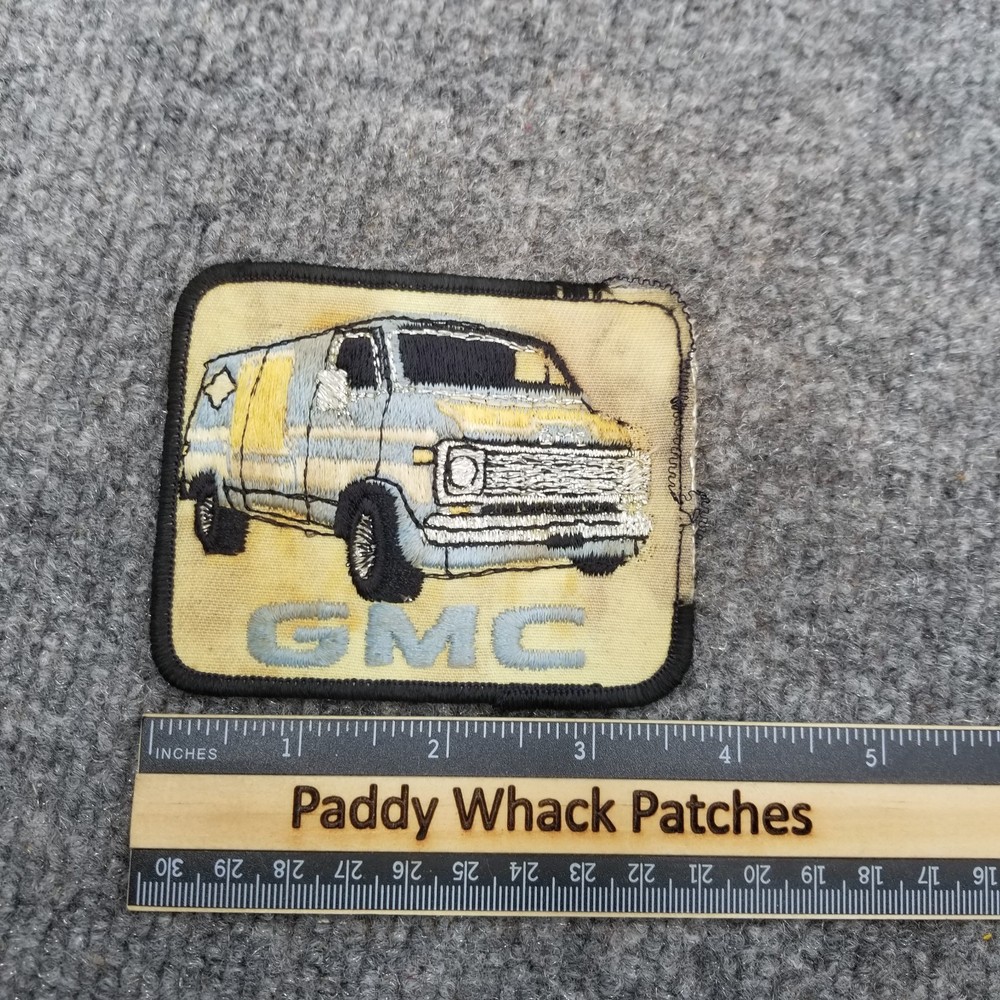 GMC
INCHES 1 2 3 4 5
Paddy Whack Patches
30 29 28 27 26 25 24 23 22 21 20 19 18 17 16